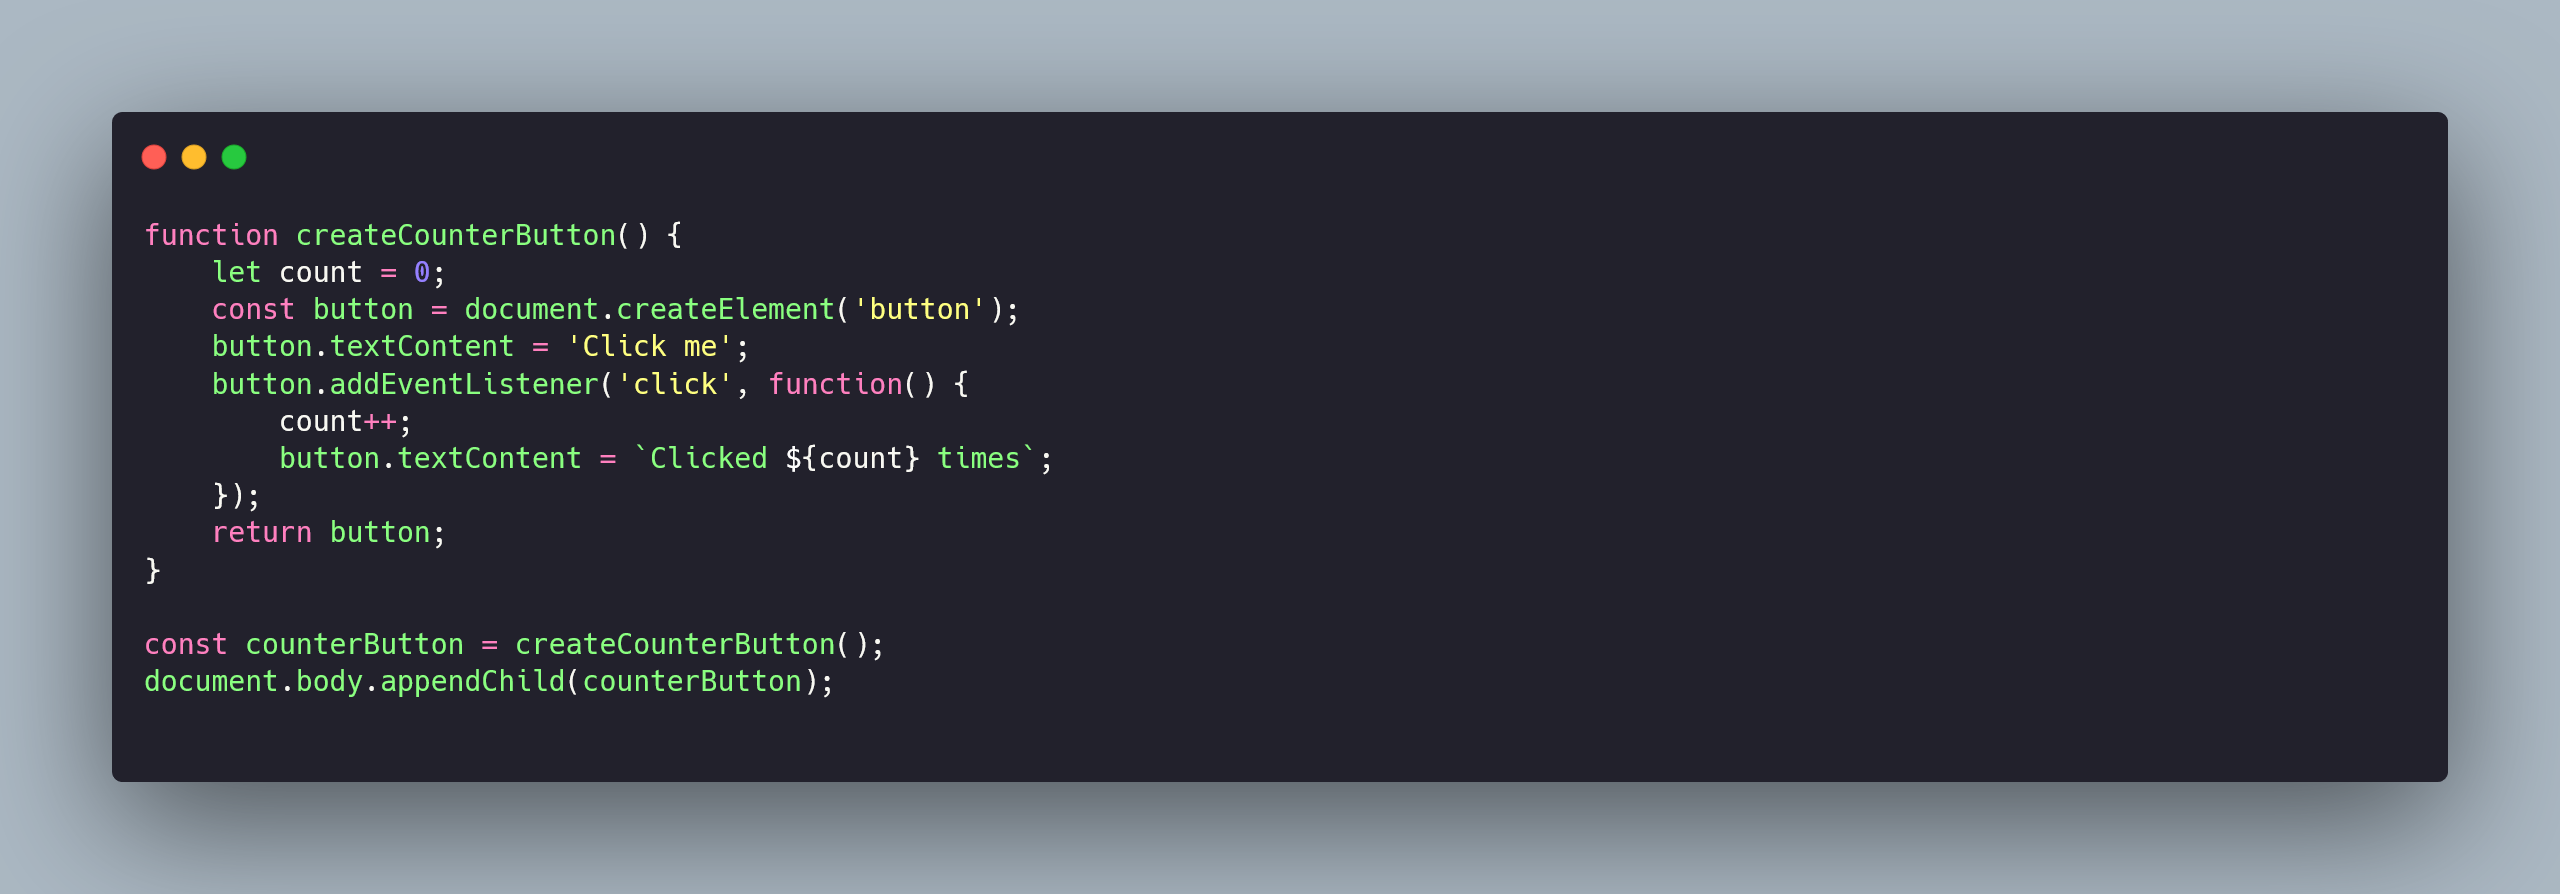 function createCounterButton() {
    let count = 0;
    const button = document.createElement('button');
    button.textContent = 'Click me';
    button.addEventListener('click', function() {
        count++;
        button.textContent = `Clicked ${count} times`;
    });
    return button;
}

const counterButton = createCounterButton();
document.body.appendChild(counterButton);